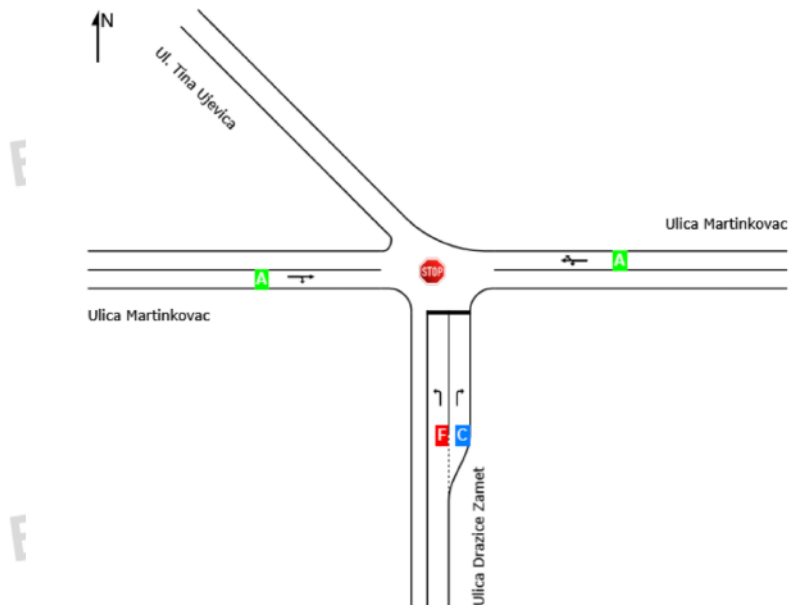 N
Ul. Tina Ujevica
Ulica Martinkovac
A
STOP
A
Ulica Martinkovac
F
C
Ulica Drazice Zamet